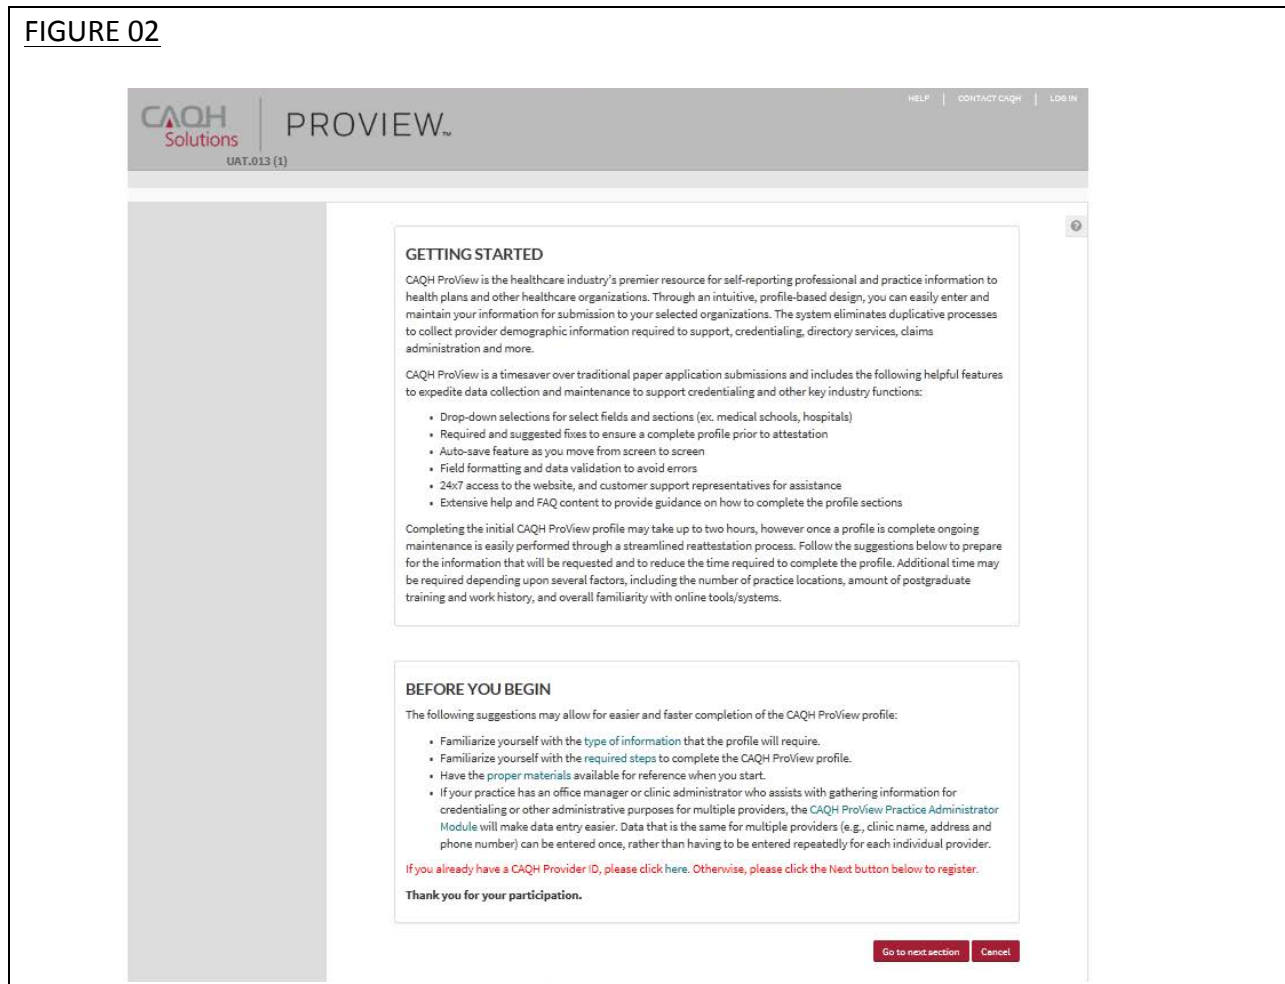 FIGURE 02
HELP | CONTACT CAQH | LOG IN
CAQH
Solutions
PROVIEW™
UAT.013 (1)
GETTING STARTED
CAQH ProView is the healthcare industry's premier resource for self-reporting professional and practice information to
health plans and other healthcare organizations. Through an intuitive, profile-based design, you can easily enter and
maintain your information for submission to your selected organizations. The system eliminates duplicative processes
to collect provider demographic information required to support, credentialing, directory services, claims
administration and more.
CAQH ProView is a timesaver over traditional paper application submissions and includes the following helpful features
to expedite data collection and maintenance to support credentialing and other key industry functions:
• Drop-down selections for select fields and sections (ex. medical schools, hospitals)
• Required and suggested fixes to ensure a complete profile prior to attestation
• Auto-save feature as you move from screen to screen
• Field formatting and data validation to avoid errors
• 24x7 access to the website, and customer support representatives for assistance
• Extensive help and FAQ content to provide guidance on how to complete the profile sections
Completing the initial CAQH ProView profile may take up to two hours, however once a profile is complete ongoing
maintenance is easily performed through a streamlined reattestation process. Follow the suggestions below to prepare
for the information that will be requested and to reduce the time required to complete the profile. Additional time may
be required depending upon several factors, including the number of practice locations, amount of postgraduate
training and work history, and overall familiarity with online tools/systems.
BEFORE YOU BEGIN
The following suggestions may allow for easier and faster completion of the CAQH ProView profile:
• Familiarize yourself with the type of information that the profile will require.
• Familiarize yourself with the required steps to complete the CAQH ProView profile.
• Have the proper materials available for reference when you start.
• If your practice has an office manager or clinic administrator who assists with gathering information for
credentialing or other administrative purposes for multiple providers, the CAQH ProView Practice Administrator
Module will make data entry easier. Data that is the same for multiple providers (e.g., clinic name, address and
phone number) can be entered once, rather than having to be entered repeatedly for each individual provider.
If you already have a CAQH Provider ID, please click here. Otherwise, please click the Next button below to register.
Thank you for your participation.
Go to next section Cancel